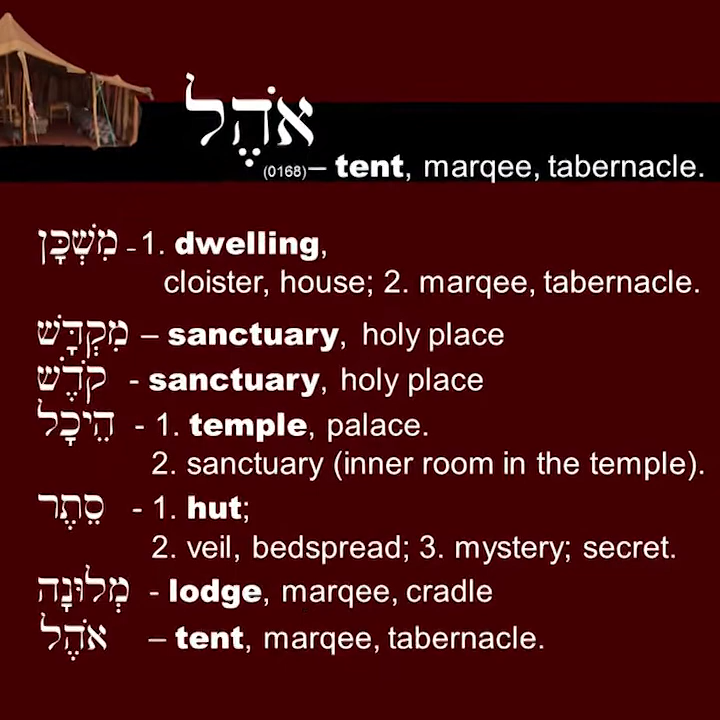 אֹהֶל
(0168)– tent, marqee, tabernacle.
מִשְׁכָּן - 1. dwelling,
cloister, house; 2. marqee, tabernacle.
מִקְדָּשׁ – sanctuary, holy place
קֹדֶשׁ - sanctuary, holy place
הֵיכָל - 1. temple, palace.
2. sanctuary (inner room in the temple).
סֵתֶר - 1. hut;
2. veil, bedspread; 3. mystery; secret.
מְלוּנָה - lodge, marqee, cradle
אֹהֶל – tent, marqee, tabernacle.